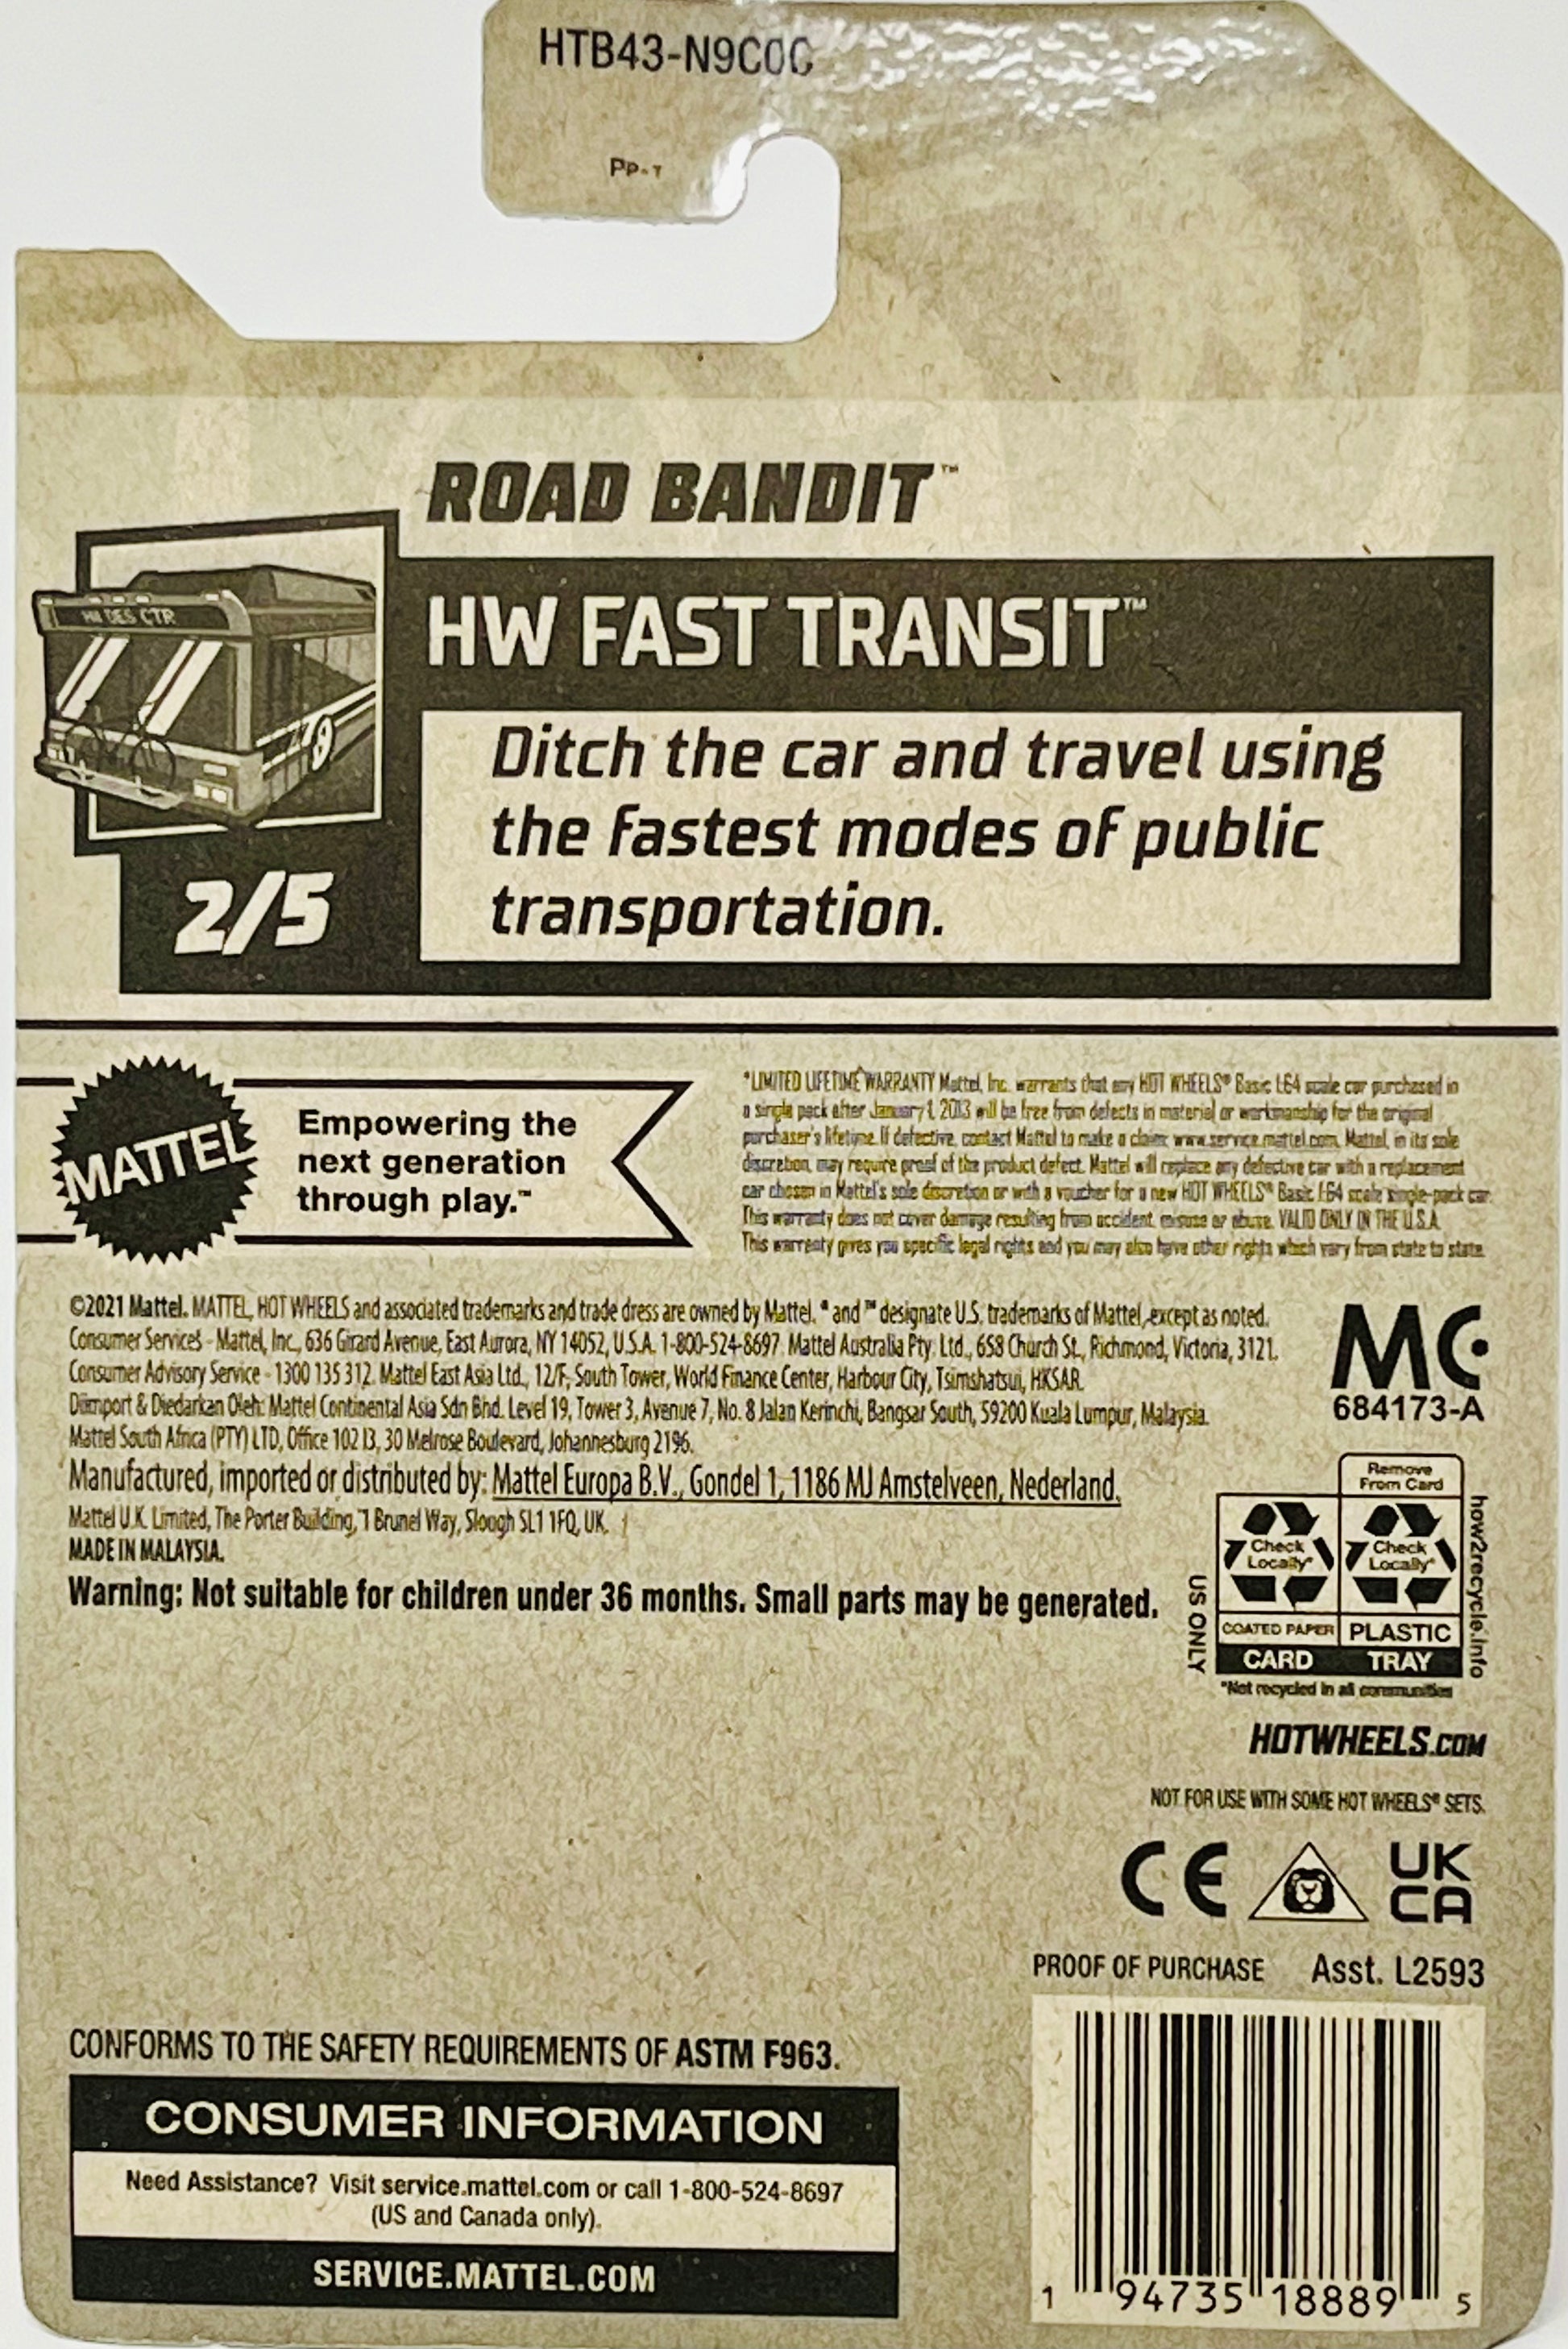 HTB43-N9C0C
ROAD BANDIT™
HW DES CTR
HW FAST TRANSIT™
Ditch the car and travel using
the fastest modes of public
transportation.
2/5
MATTEL
Empowering the
next generation
through play.™
*LIMITED LIFETIME WARRANTY Mattel, Inc. warrants that any HOT WHEELS® Basic 1:64 scale car purchased in
a single pack after January 1, 2013 will be free from defects in material or workmanship for the original
purchaser's lifetime. If defective, contact Mattel to make a claim: www.service.mattel.com. Mattel, in its sole
discretion, may require proof of the product defect. Mattel will replace any defective car with a replacement
car chosen in Mattel's sole discretion or with a voucher for a new HOT WHEELS® Basic 1:64 scale single-pack car.
This warranty does not cover damage resulting from accident, misuse or abuse. VALID ONLY IN THE U.S.A.
This warranty gives you specific legal rights and you may also have other rights which vary from state to state.
©2021 Mattel. MATTEL, HOT WHEELS and associated trademarks and trade dress are owned by Mattel. ® and ™ designate U.S. trademarks of Mattel, except as noted.
Consumer Services - Mattel, Inc., 636 Girard Avenue, East Aurora, NY 14052, U.S.A. 1-800-524-8697. Mattel Australia Pty. Ltd., 658 Church St., Richmond, Victoria, 3121.
Consumer Advisory Service - 1300 135 312. Mattel East Asia Ltd., 12/F, South Tower, World Finance Center, Harbour City, Tsimshatsui, HKSAR.
Diimport & Diedarkan Oleh: Mattel Continental Asia Sdn Bhd. Level 19, Tower 3, Avenue 7, No. 8 Jalan Kerinchi, Bangsar South, 59200 Kuala Lumpur, Malaysia.
Mattel South Africa (PTY) LTD, Office 102 I3, 30 Melrose Boulevard, Johannesburg 2196.
Manufactured, imported or distributed by: Mattel Europa B.V., Gondel 1, 1186 MJ Amstelveen, Nederland.
Mattel U.K. Limited, The Porter Building, 1 Brunel Way, Slough SL1 1FQ, UK.
MADE IN MALAYSIA.
Warning: Not suitable for children under 36 months. Small parts may be generated.
MC
684173-A
Remove
From Card
Check
Locally*
Check
Locally*
COATED PAPER
PLASTIC
CARD
TRAY
US ONLY
how2recycle.info
*Not recycled in all communities
HOTWHEELS.COM
NOT FOR USE WITH SOME HOT WHEELS® SETS.
CE
UK
CA
PROOF OF PURCHASE Asst. L2593
CONFORMS TO THE SAFETY REQUIREMENTS OF ASTM F963.
CONSUMER INFORMATION
Need Assistance? Visit service.mattel.com or call 1-800-524-8697
(US and Canada only).
SERVICE.MATTEL.COM
1 94735 18889 5